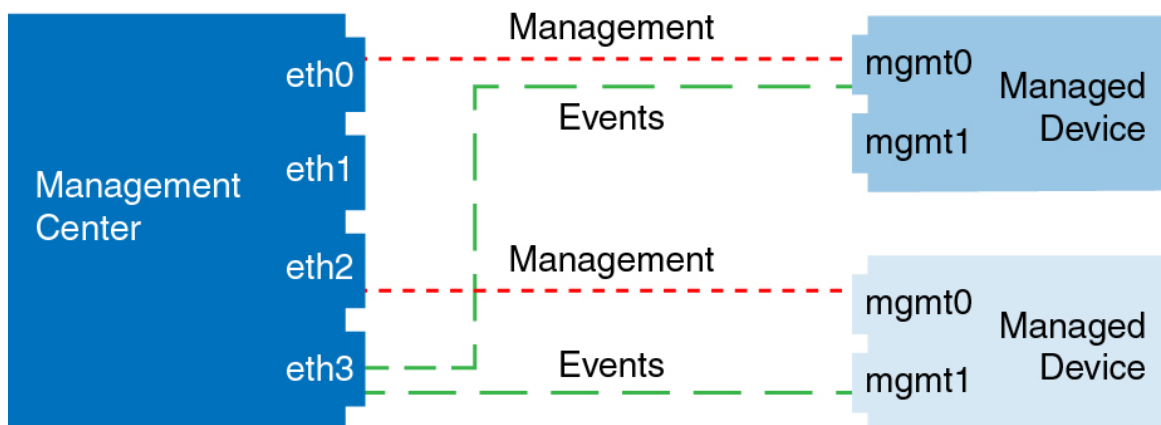 Management
Center
eth0
eth1
eth2
eth3
Management
Events
Management
Events
mgmt0
mgmt1
Managed
Device
mgmt0
mgmt1
Managed
Device